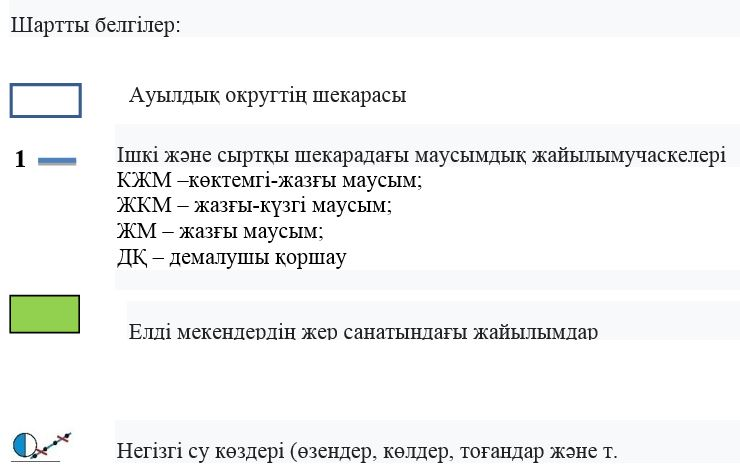 Шартты белгілер:
Ауылдық округтің шекарасы
1
Ішкі және сыртқы шекарадағы маусымдық жайылымучаскелері
КЖМ –көктемгі-жазғы маусым;
ЖКМ – жазғы-күзгі маусым;
ЖМ – жазғы маусым;
ДҚ – демалушы қоршау
Елді мекендердің жер санатындағы жайылымдар
Негізгі су көздері (өзендер, көлдер, тоғандар және т.